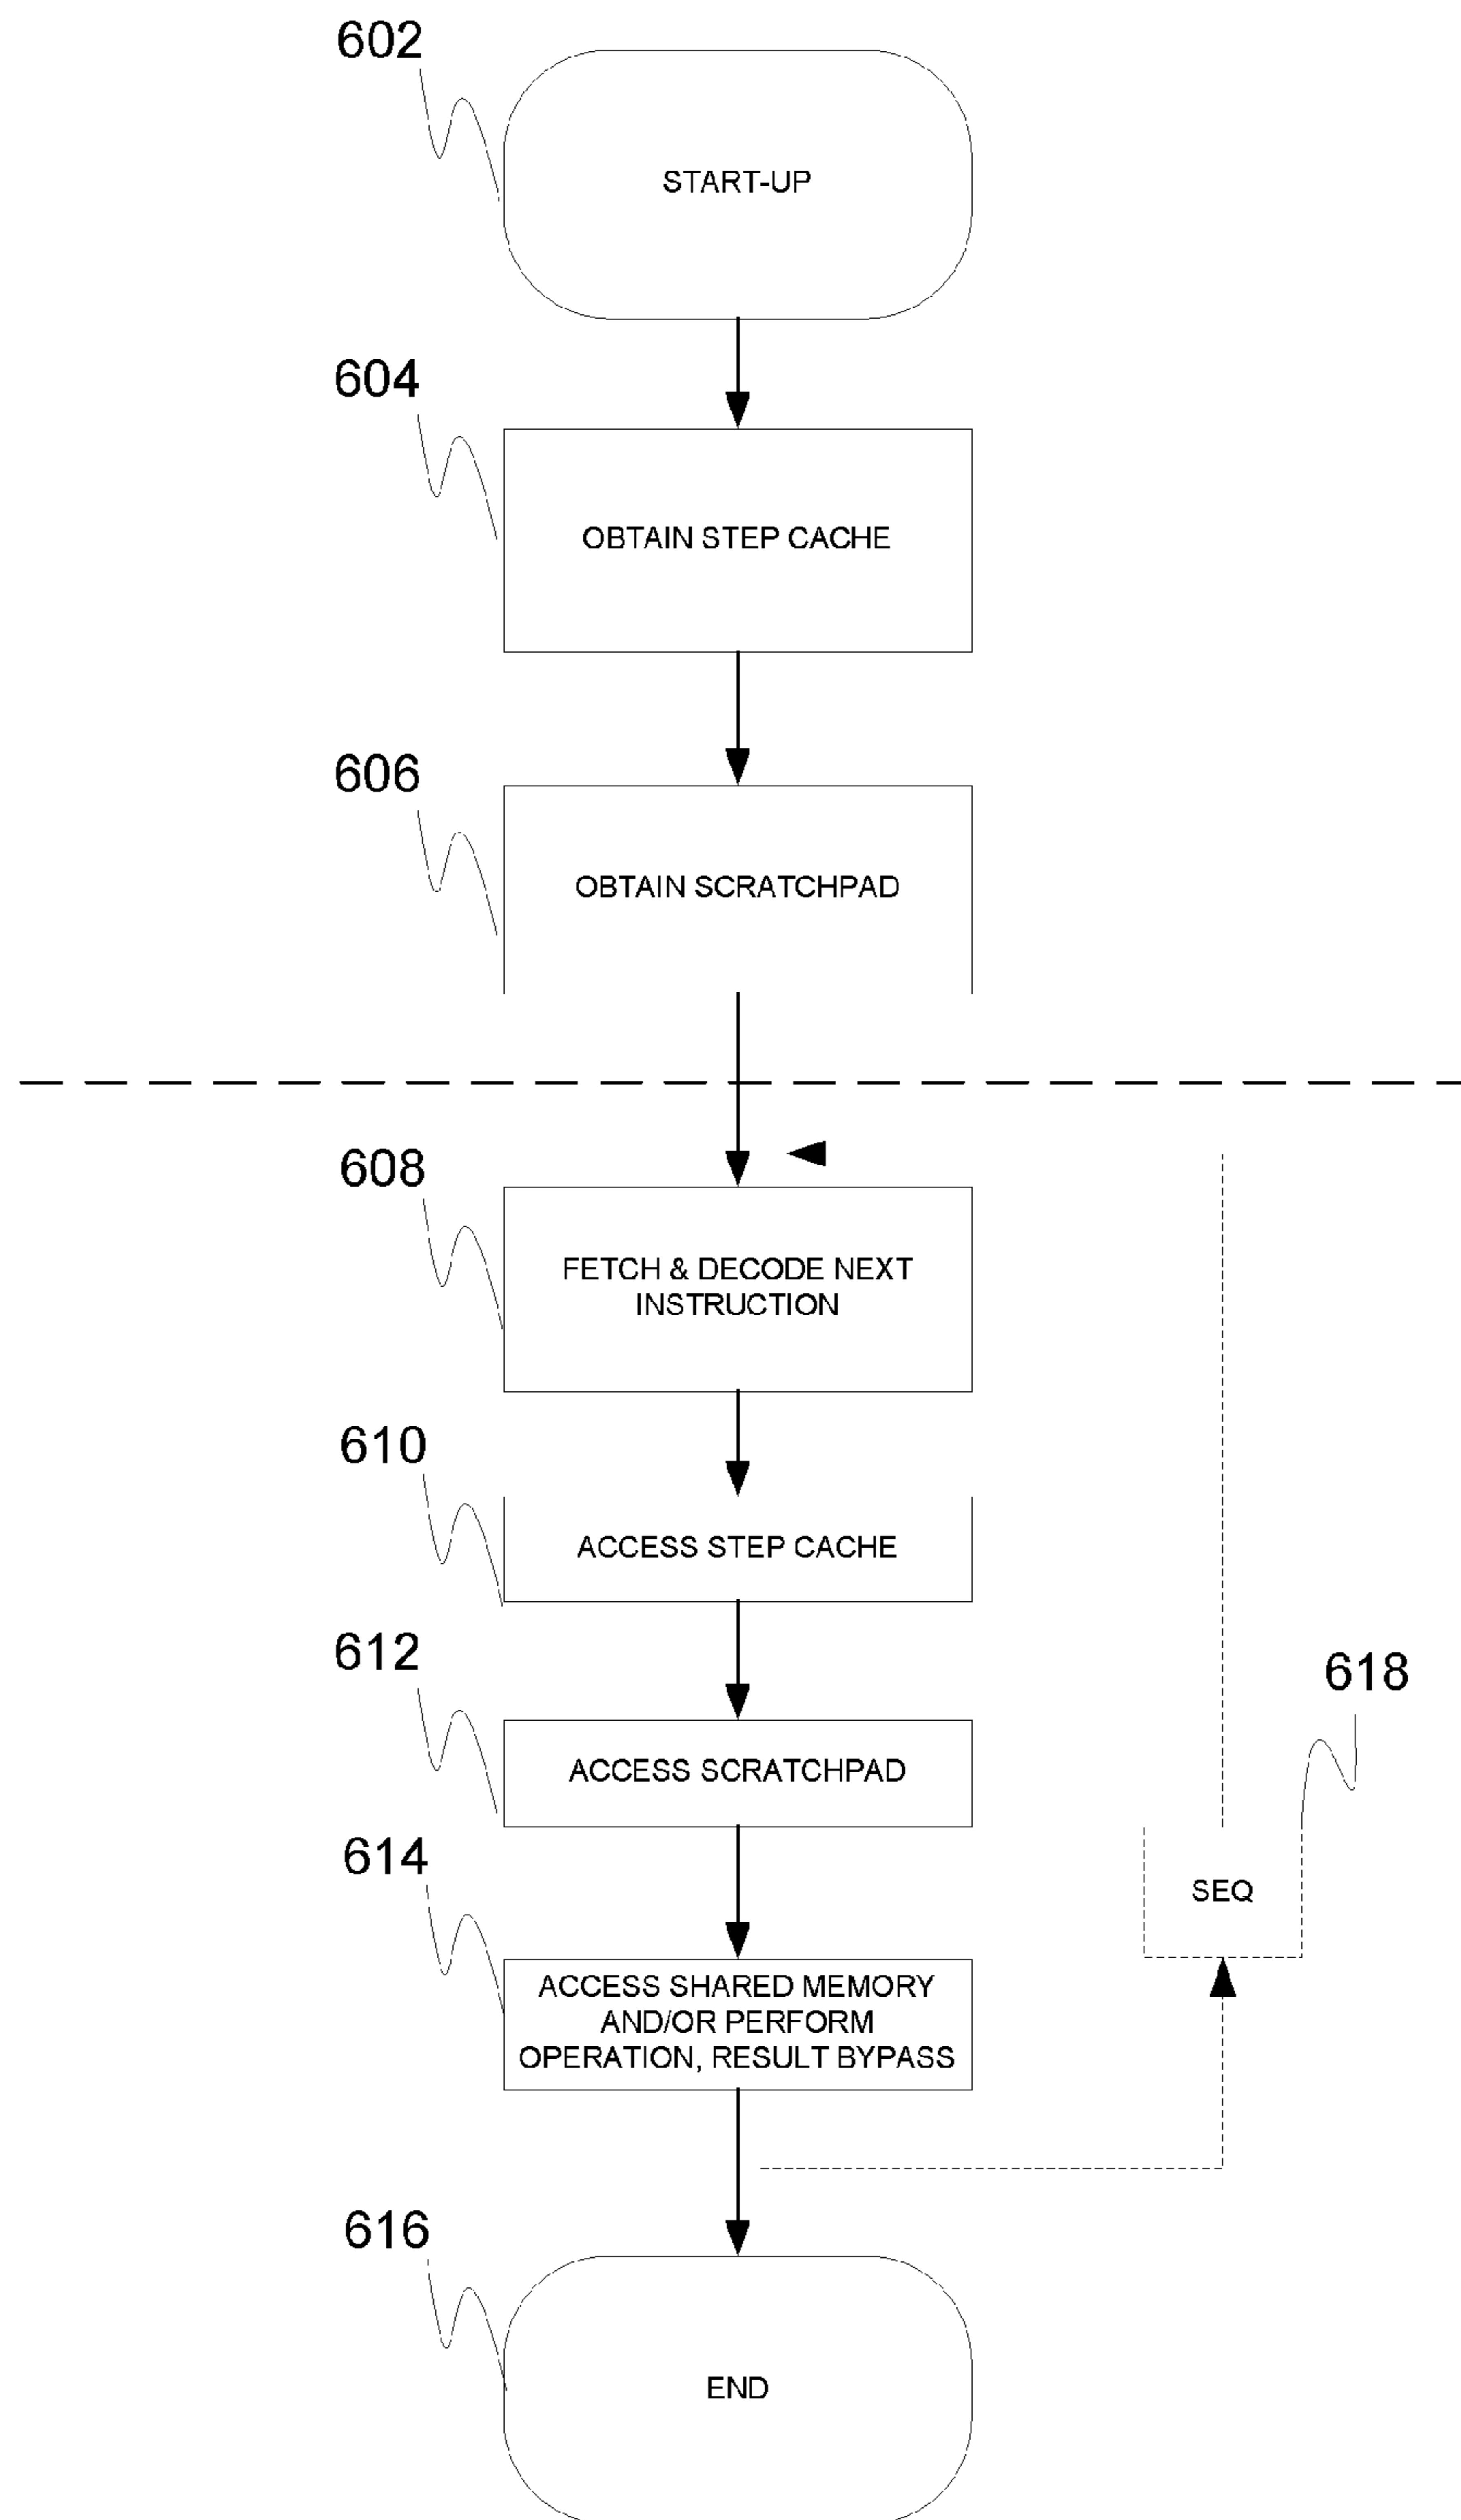 602
START-UP
604
OBTAIN STEP CACHE
606
OBTAIN SCRATCHPAD
608
FETCH & DECODE NEXT
INSTRUCTION
610
ACCESS STEP CACHE
612
ACCESS SCRATCHPAD
618
614
SEQ
ACCESS SHARED MEMORY
AND/OR PERFORM
OPERATION, RESULT BYPASS
616
END